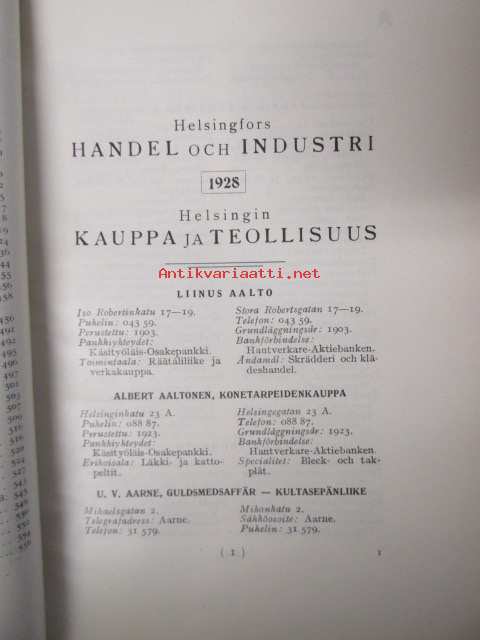 Helsingfors
HANDEL OCH INDUSTRI
1928
Helsingin
KAUPPA JA TEOLLISUUS
Antikvariaatti.net
LIINUS AALTO
Iso Robertinkatu 17—19.
Puhelin: 043 59.
Perustettu: 1903.
Pankkiyhteydet:
Käsityöläis-Osakepankki.
Toimintaala: Räätäliliike ja
verkakauppa.
Stora Robertsgatan 17—19.
Telefon: 043 59.
Grundläggningsår: 1903.
Bankförbindelse:
Hantverkare-Aktiebanken.
Ändamål: Skrädderi och klä-
deshandel.
ALBERT AALTONEN, KONETARPEIDENKAUPPA
Helsinginkatu 23 A.
Puhelin: 088 87.
Perustettu: 1923.
Pankkiyhteydet:
Käsityöläis-Osakepankki.
Erikoisala: Läkki- ja katto-
peltit.
Helsingegatan 23 A.
Telefon: 088 87.
Grundläggningsår: 1923.
Bankförbindelse:
Hantverkare-Aktiebanken.
Specialitet: Bleck- och tak-
plåt.
U. V. AARNE, GULDSMEDSAFFÄR — KULTASEPÄNLIIKE
Mikaelsgatan 2.
Telegrafadress: Aarne.
Telefon: 31 579.
Mikonkatu 2.
Sähköosoite: Aarne.
Puhelin: 31 579.
( 1 )
1